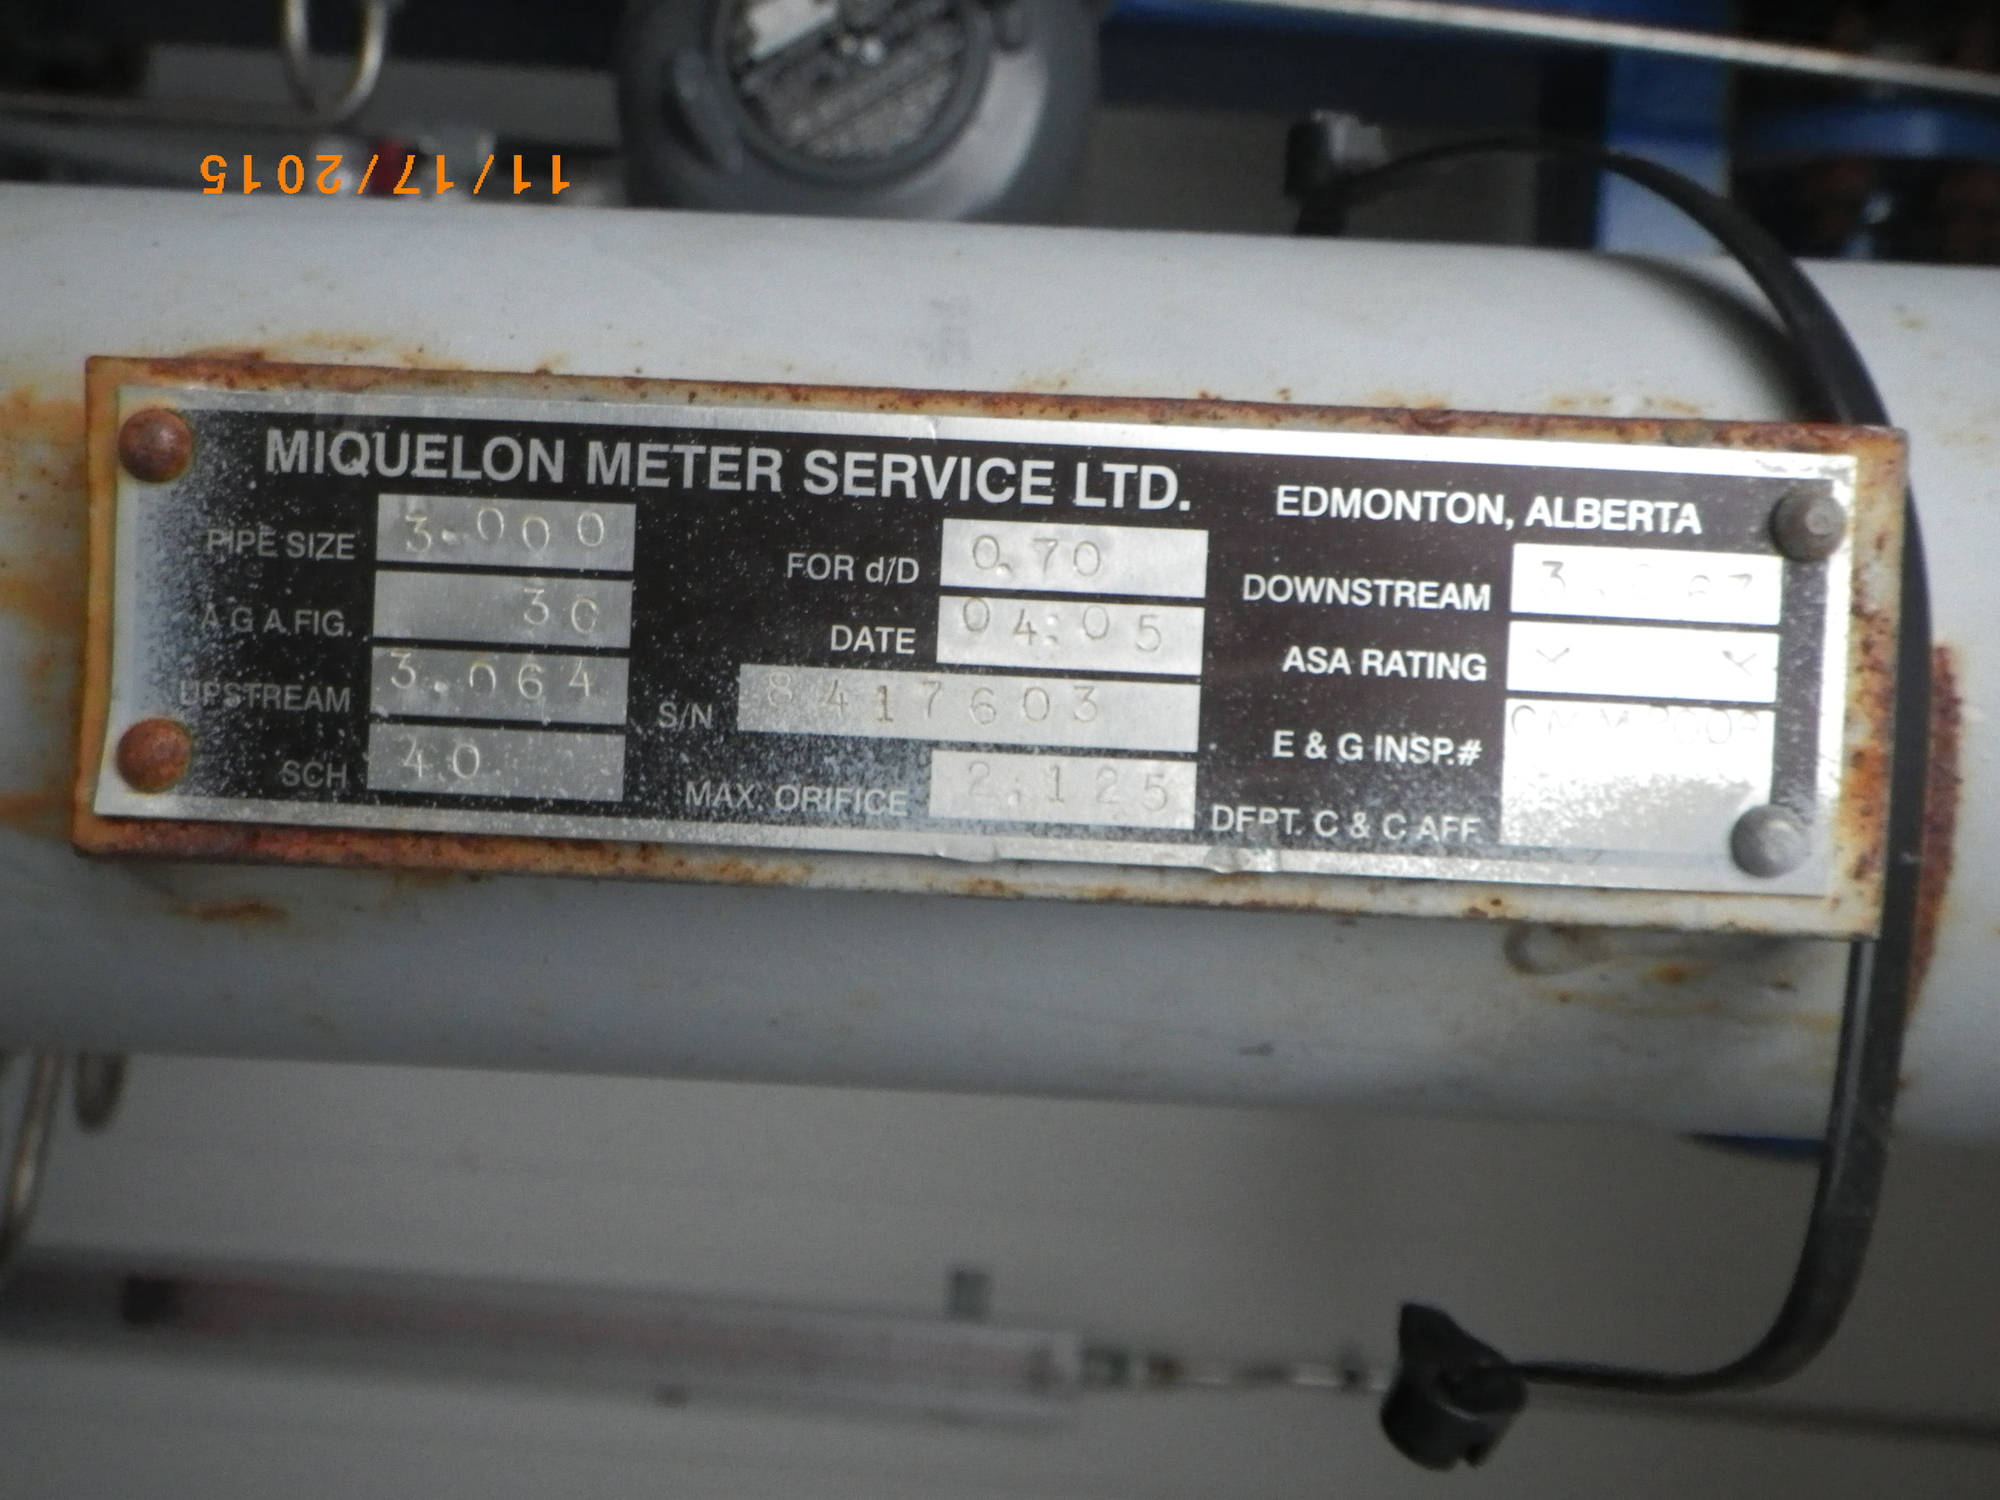 11/17/2015
MIQUELON METER SERVICE LTD. EDMONTON, ALBERTA
PIPE SIZE 3.000 FOR d/D 0.70 DOWNSTREAM
A G A FIG. DATE 04.05 ASA RATING
UPSTREAM 3.064 S/N 8417603 E & G INSP.#
SCH 40 MAX. ORIFICE 2.125 DEPT. C & C AFF